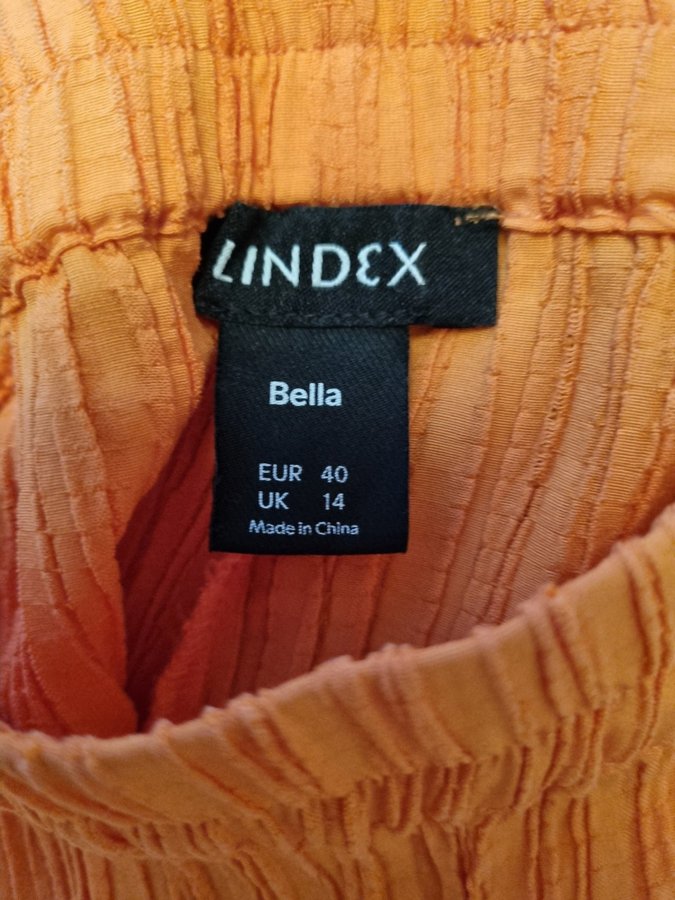 LINDEX
Bella
EUR 40
UK 14
Made in China